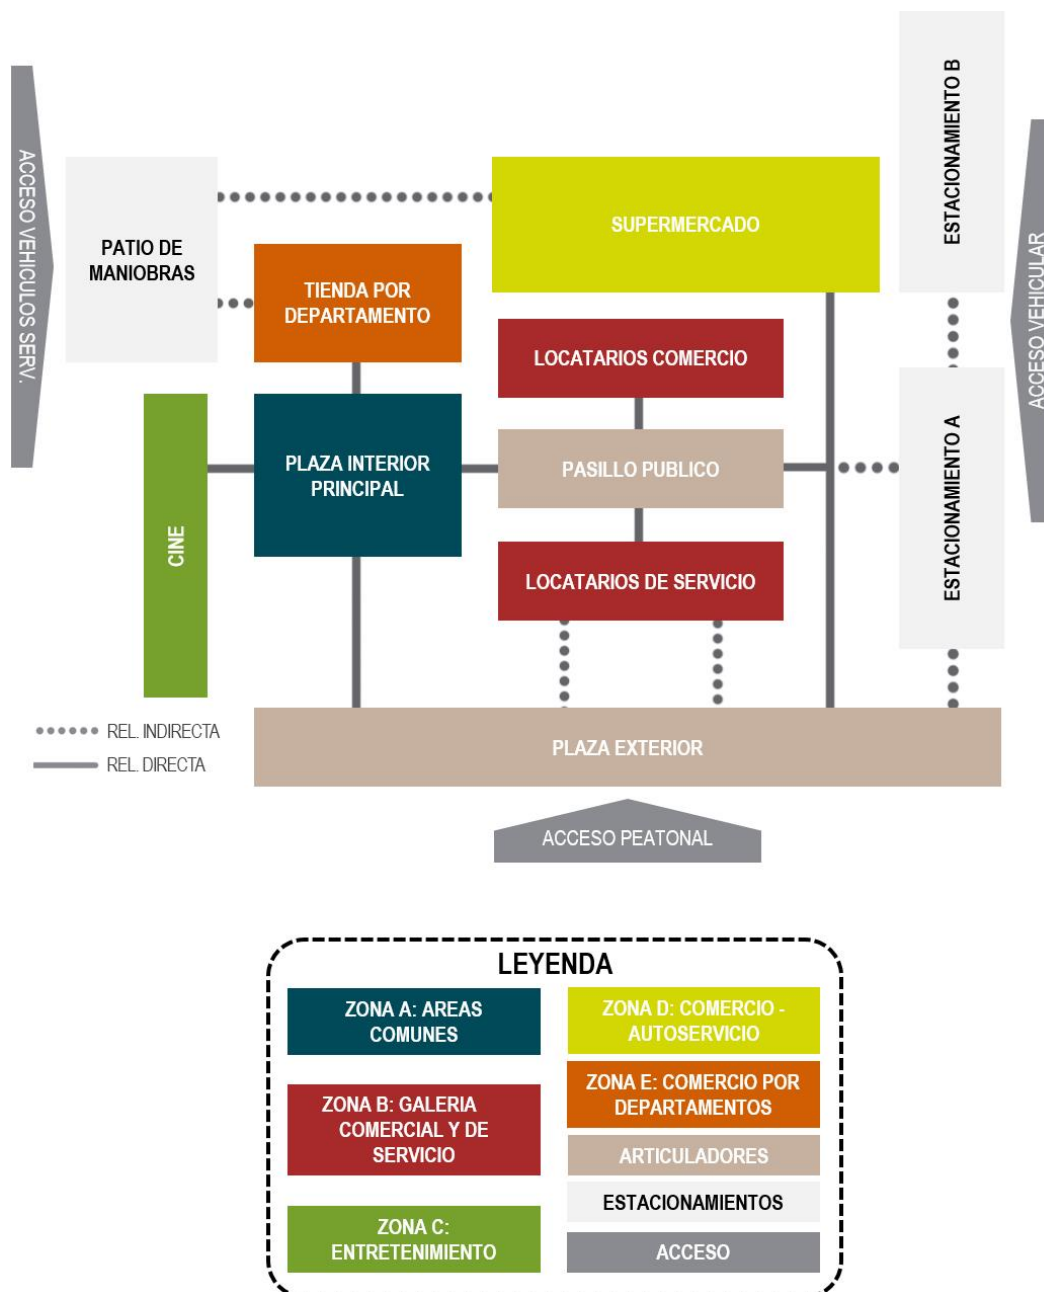 ESTACIONAMIENTO B
ACCESO VEHICULOS SERV.
ACCESO VEHICULAR
SUPERMERCADO
PATIO DE
MANIOBRAS
TIENDA POR
DEPARTAMENTO
LOCATARIOS COMERCIO
PLAZA INTERIOR
PRINCIPAL
PASILLO PUBLICO
ESTACIONAMIENTO A
CINE
LOCATARIOS DE SERVICIO
REL. INDIRECTA
REL. DIRECTA
PLAZA EXTERIOR
ACCESO PEATONAL
LEYENDA
ZONA A: AREAS
COMUNES
ZONA B: GALERIA
COMERCIAL Y DE
SERVICIO
ZONA C:
ENTRETENIMIENTO
ZONA D: COMERCIO -
AUTOSERVICIO
ZONA E: COMERCIO POR
DEPARTAMENTOS
ARTICULADORES
ESTACIONAMIENTOS
ACCESO